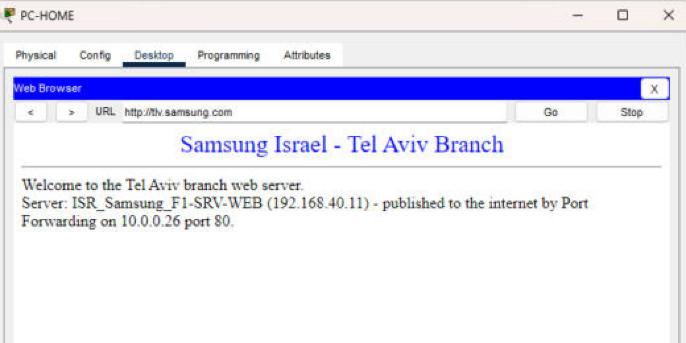 PC-HOME
Physical Config Desktop Programming Attributes
Web Browser X
< > URL http://tlv.samsung.com Go Stop
Samsung Israel - Tel Aviv Branch
Welcome to the Tel Aviv branch web server.
Server: ISR_Samsung_F1-SRV-WEB (192.168.40.11) - published to the internet by Port
Forwarding on 10.0.0.26 port 80.